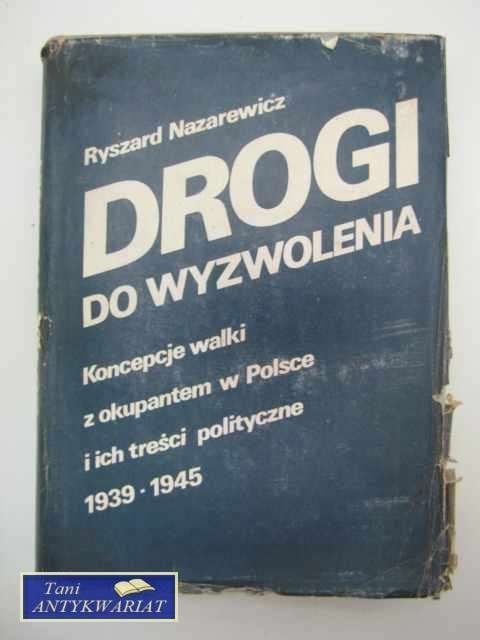 Ryszard Nazarewicz
DROGI
DO WYZWOLENIA
Koncepcje walki
z okupantem w Polsce
i ich treści polityczne
1939 • 1945
Tani
ANTYKWARIAT